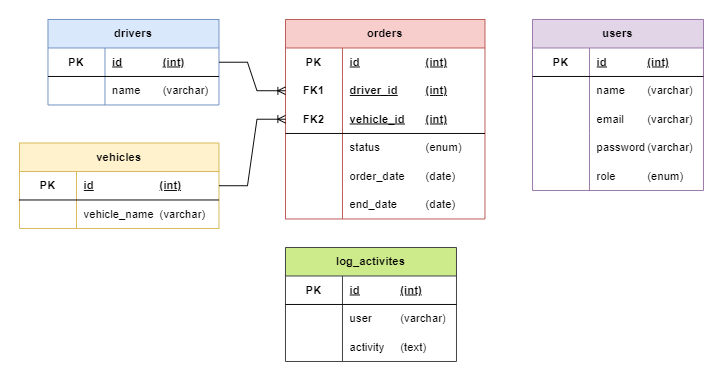 drivers
PK id (int)
name (varchar)
vehicles
PK id (int)
vehicle_name (varchar)
orders
PK id (int)
FK1 driver_id (int)
FK2 vehicle_id (int)
status (enum)
order_date (date)
end_date (date)
users
PK id (int)
name (varchar)
email (varchar)
password (varchar)
role (enum)
log_activites
PK id (int)
user (varchar)
activity (text)